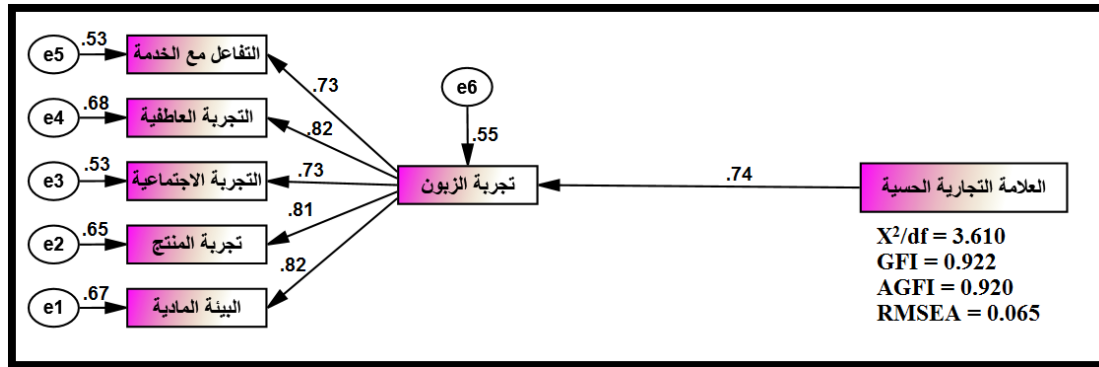 e5
.53
التفاعل مع الخدمة
.73
e4
.68
التجربة العاطفية
.82
e3
.53
التجربة الاجتماعية
.73
e2
.65
تجربة المنتج
.81
e1
.67
البيئة المادية
.82
e6
.55
تجربة الزبون
.74
العلامة التجارية الحسية
X²/df = 3.610
GFI = 0.922
AGFI = 0.920
RMSEA = 0.065